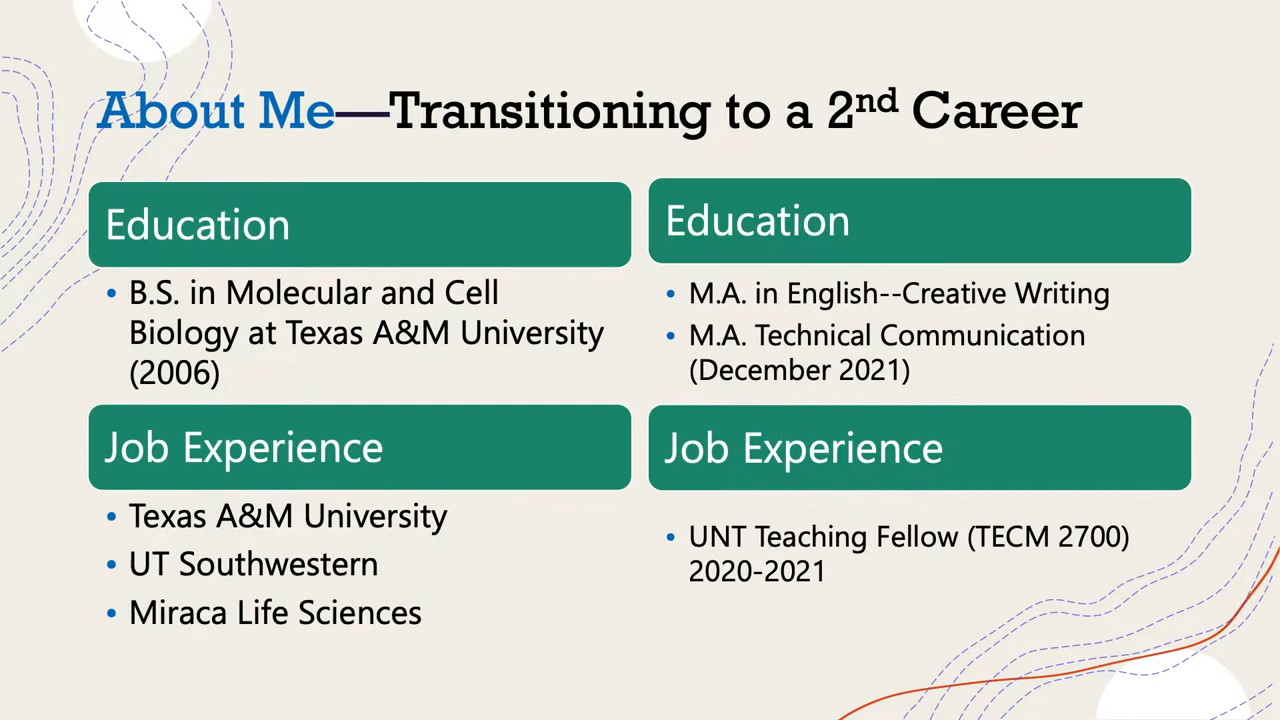 About Me—Transitioning to a 2nd Career
Education
• B.S. in Molecular and Cell
Biology at Texas A&M University
(2006)
Job Experience
• Texas A&M University
• UT Southwestern
• Miraca Life Sciences
Education
• M.A. in English--Creative Writing
• M.A. Technical Communication
(December 2021)
Job Experience
• UNT Teaching Fellow (TECM 2700)
2020-2021